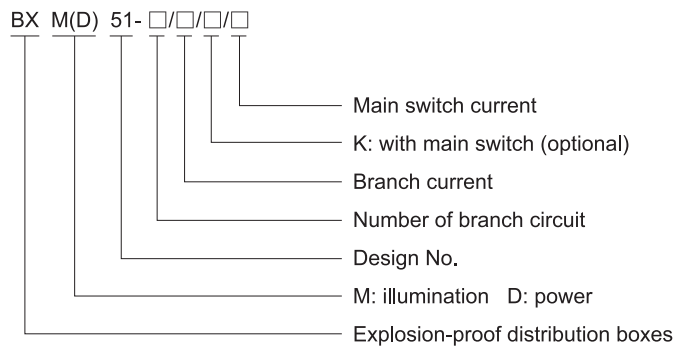 BX M(D) 51- □/□/□/□
Main switch current
K: with main switch (optional)
Branch current
Number of branch circuit
Design No.
M: illumination D: power
Explosion-proof distribution boxes